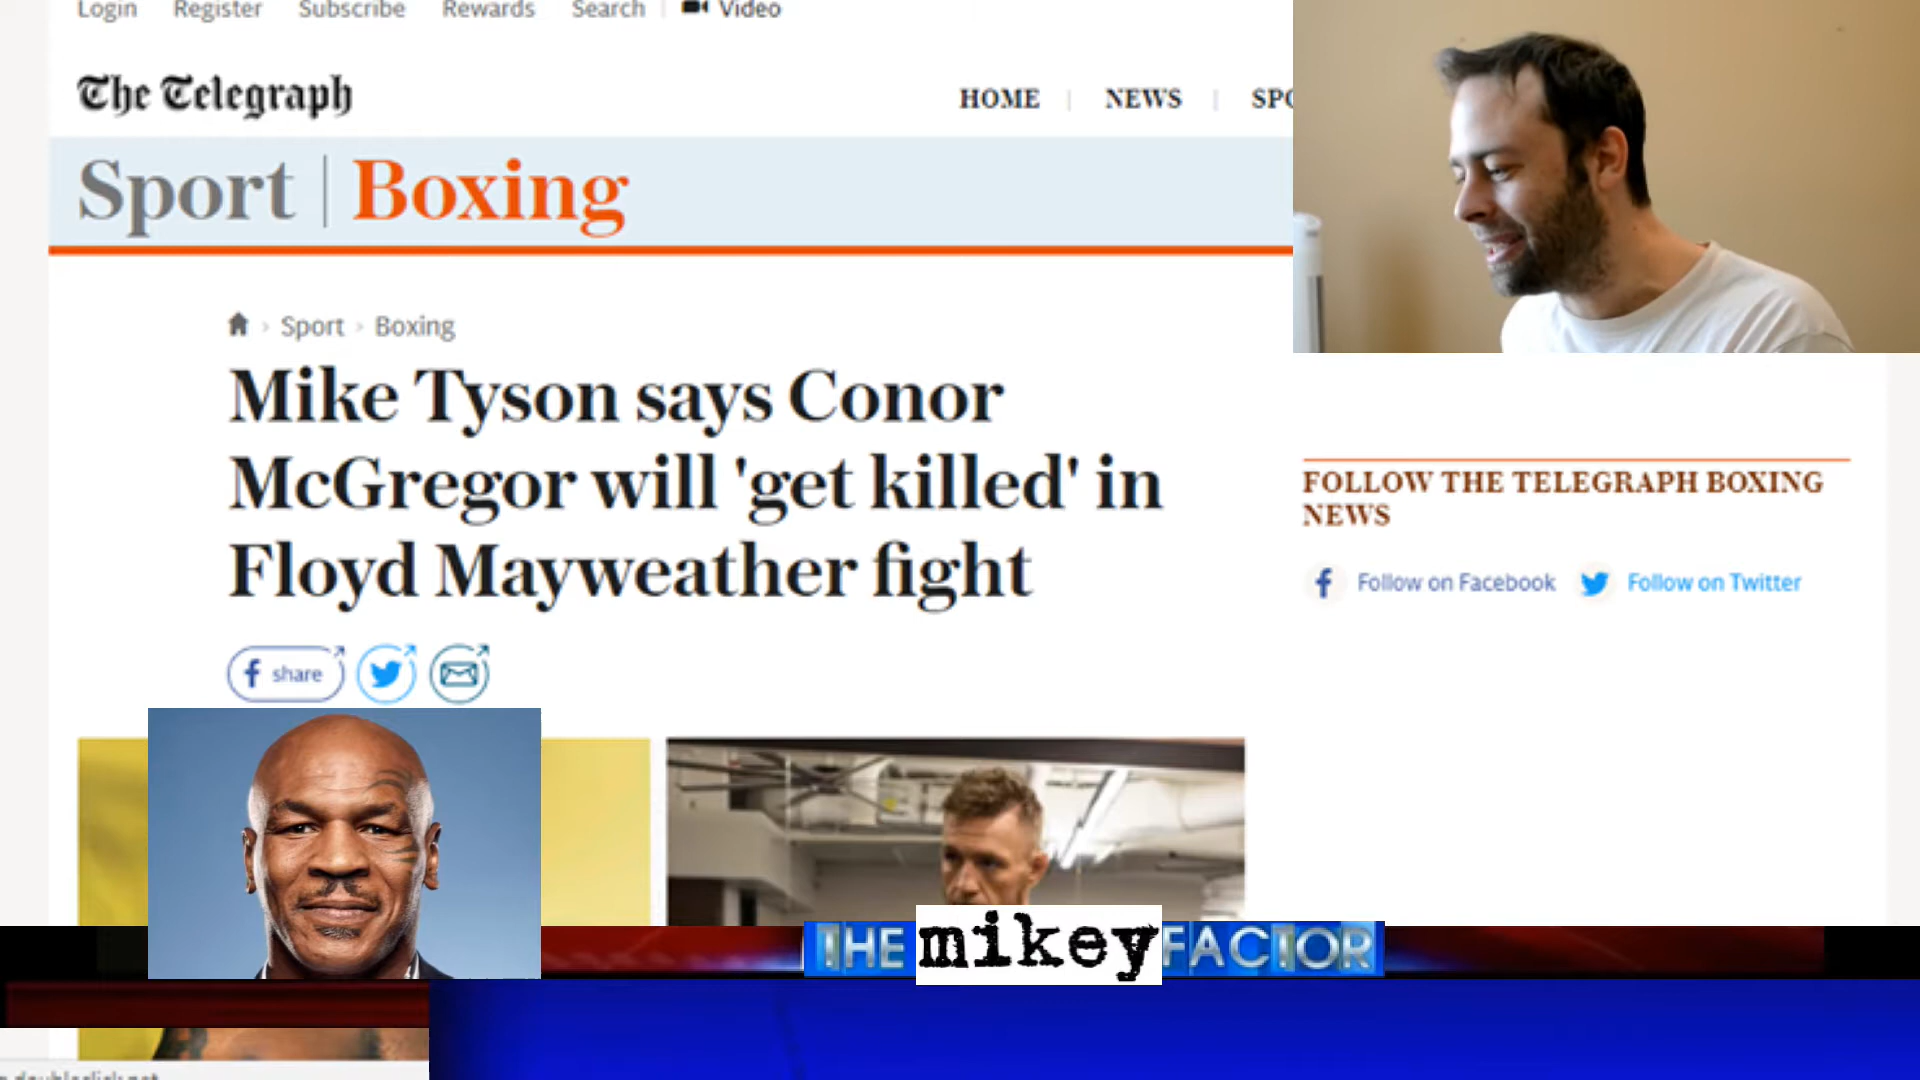 Login Register Subscribe Rewards Search Video
The Telegraph
HOME NEWS
Sport Boxing
Sport Boxing
Mike Tyson says Conor
McGregor will 'get killed' in
Floyd Mayweather fight
share
FOLLOW THE TELEGRAPH BOXING
NEWS
Follow on Facebook Follow on Twitter
THE mikey FACTOR